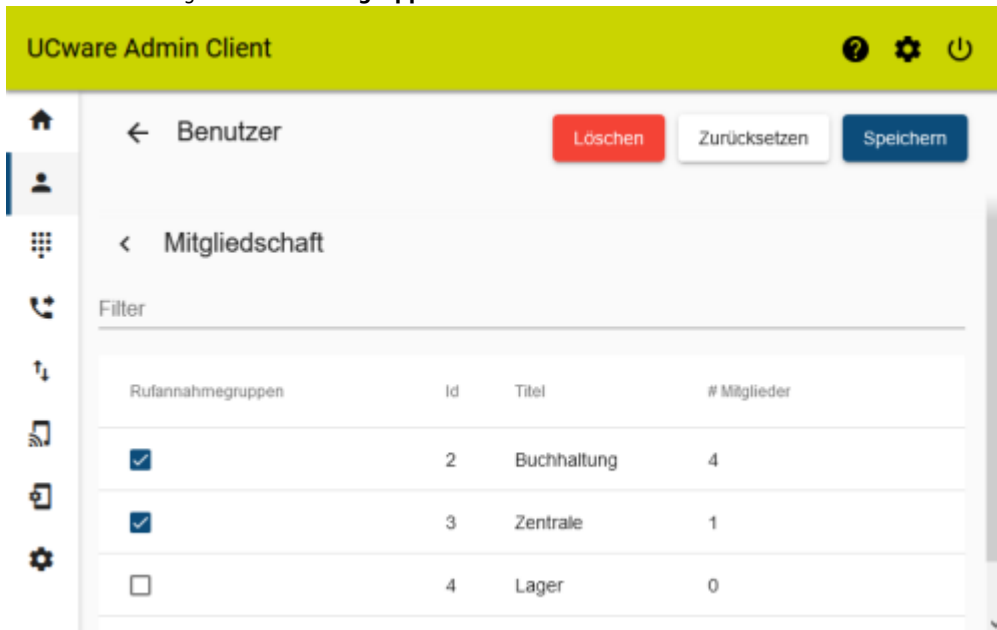 UCware Admin Client
Benutzer
Löschen
Zurücksetzen
Speichern
Mitgliedschaft
Filter
Rufannahmegruppen Id Titel # Mitglieder
2 Buchhaltung 4
3 Zentrale 1
4 Lager 0